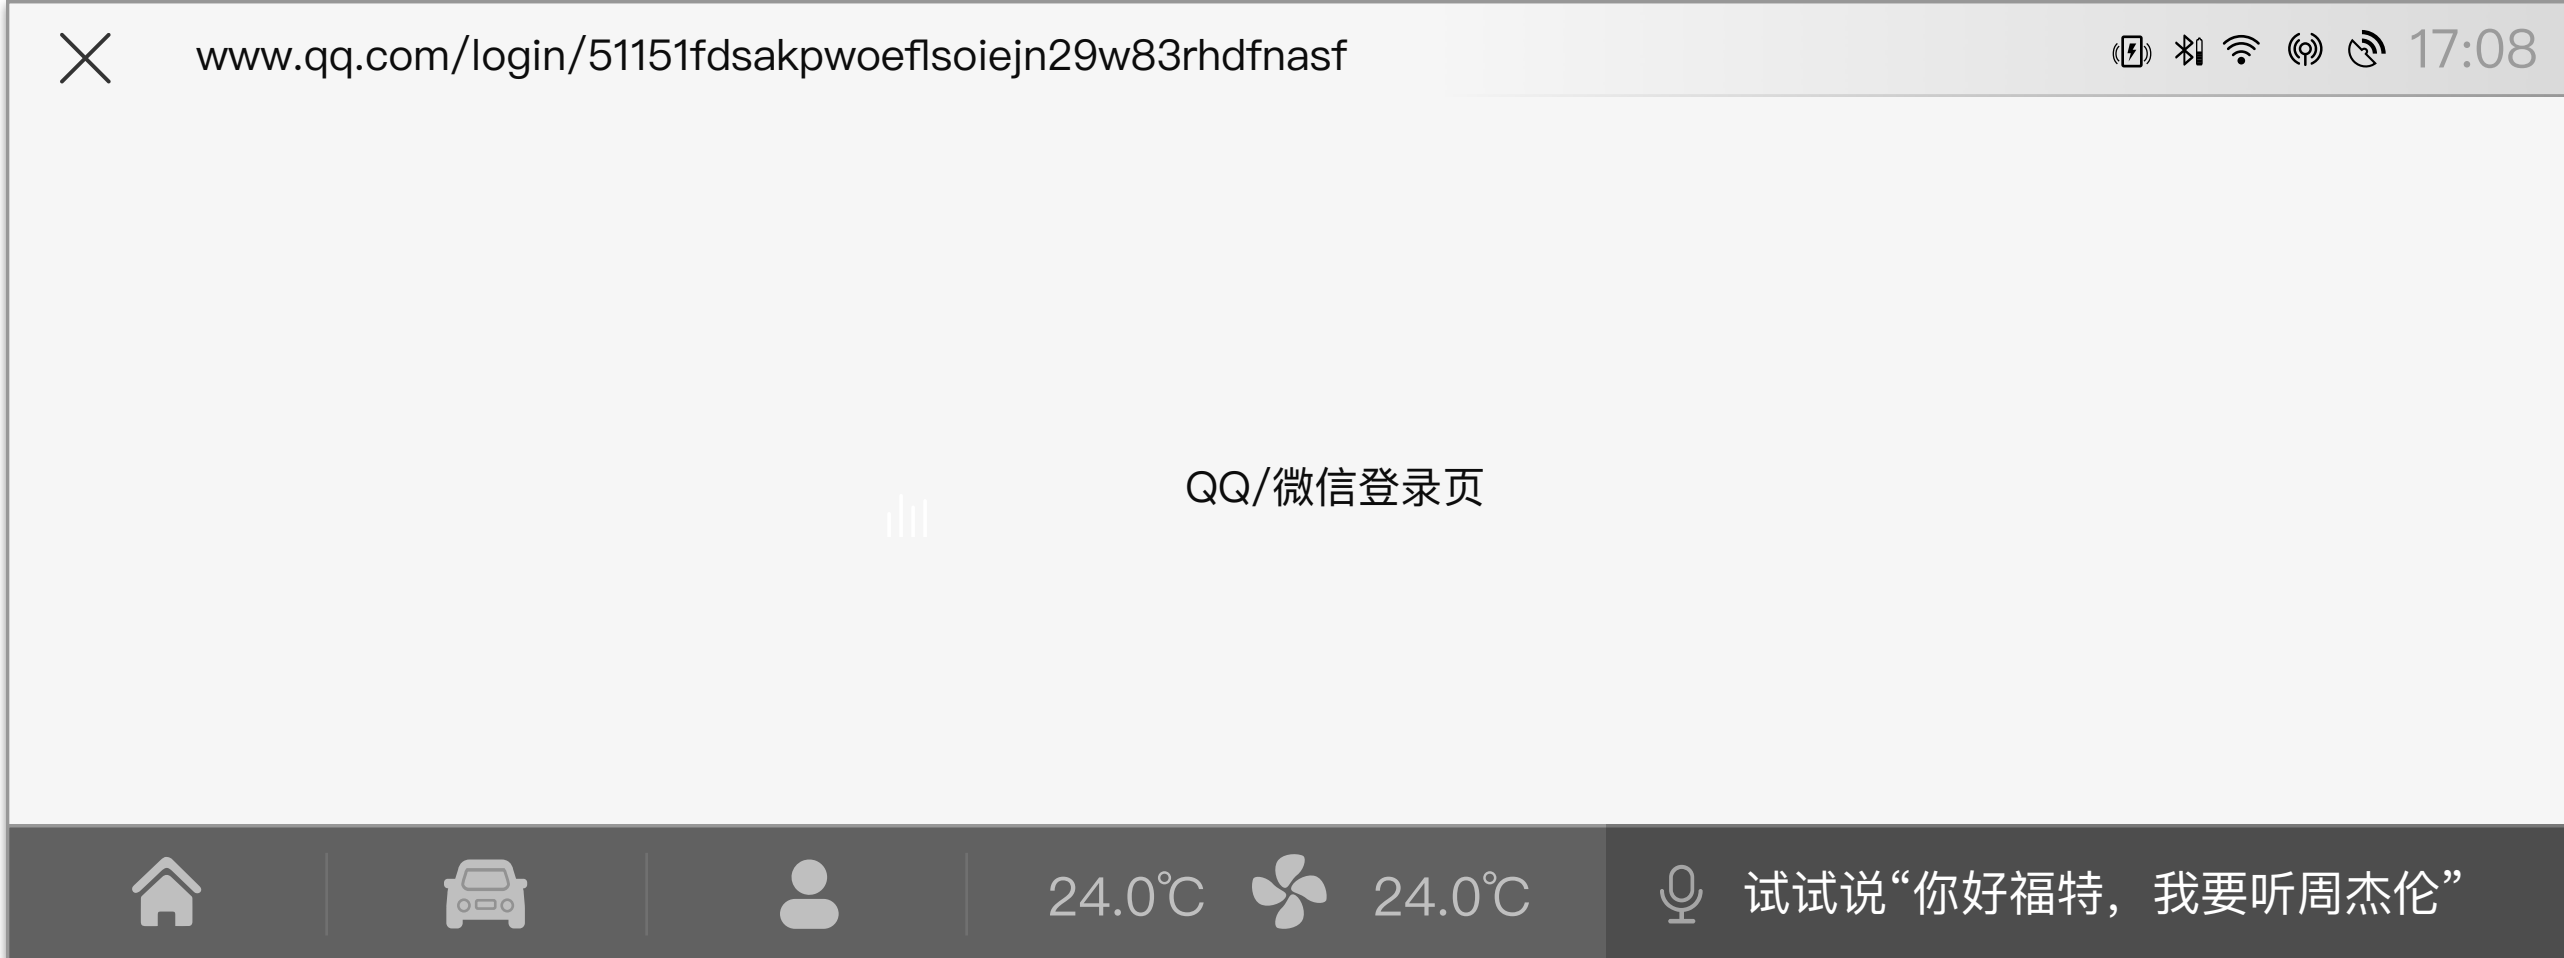 www.qq.com/login/51151fdsakpwoeflsoiejn29w83rhdfnasf
17:08
QQ/微信登录页
24.0℃
24.0℃
试试说“你好福特，我要听周杰伦”